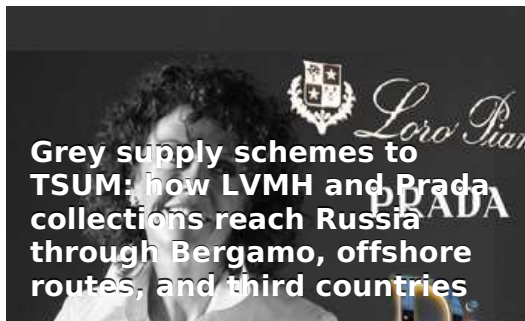 Loro Pian
Grey supply schemes to
TSUM: how LVMH and Prada
collections reach Russia
through Bergamo, offshore
routes, and third countries
PRADA